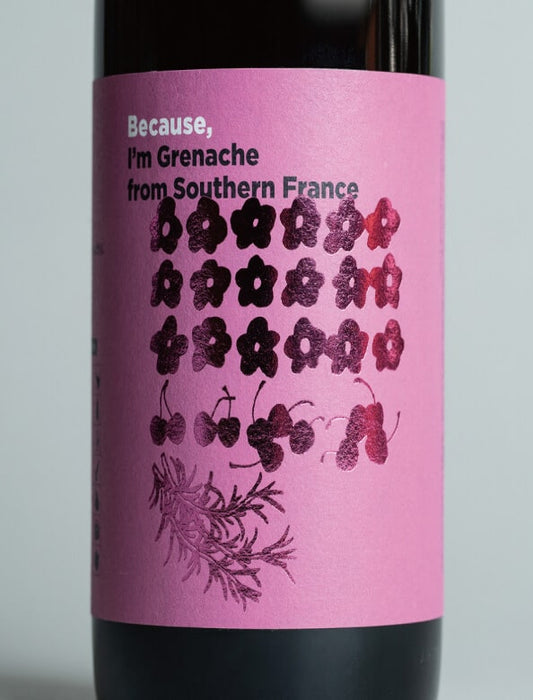 Because,
I'm Grenache
from Southern France